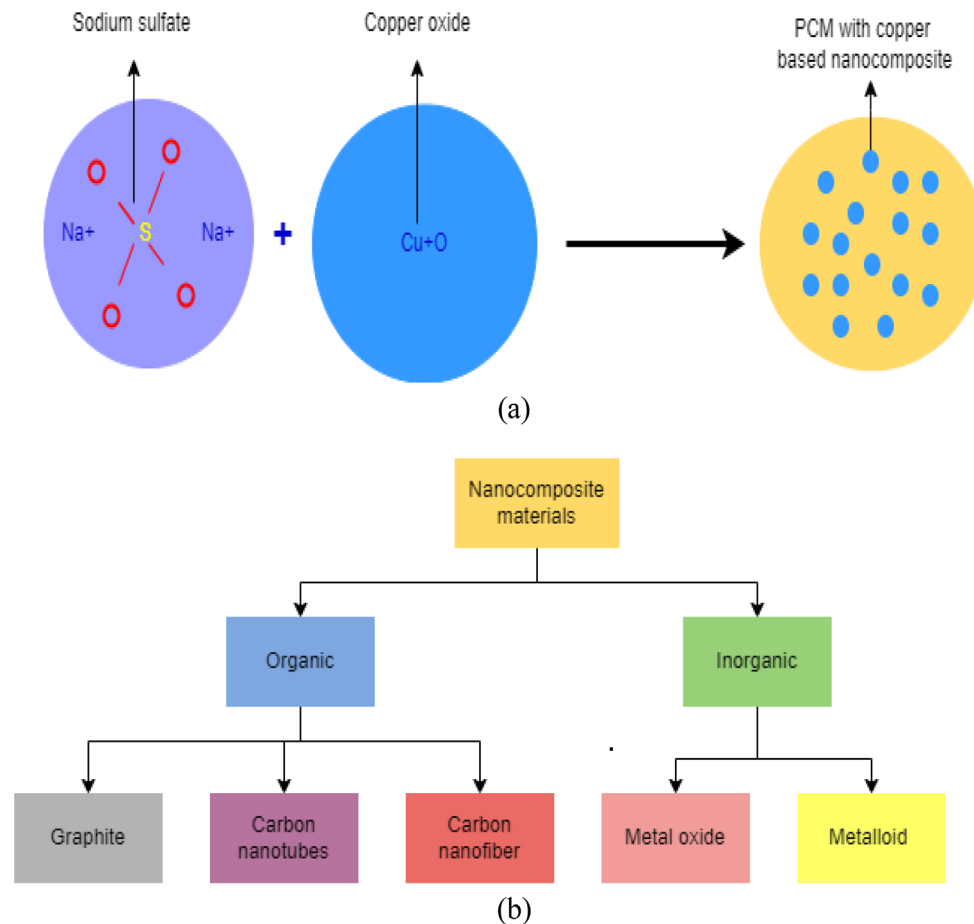 Sodium sulfate
Copper oxide
PCM with copper
based nanocomposite
O
O
Na+
S
Na+
+
Cu+O
O
O
(a)
Nanocomposite
materials
Organic
Inorganic
Graphite
Carbon
nanotubes
Carbon
nanofiber
Metal oxide
Metalloid
(b)